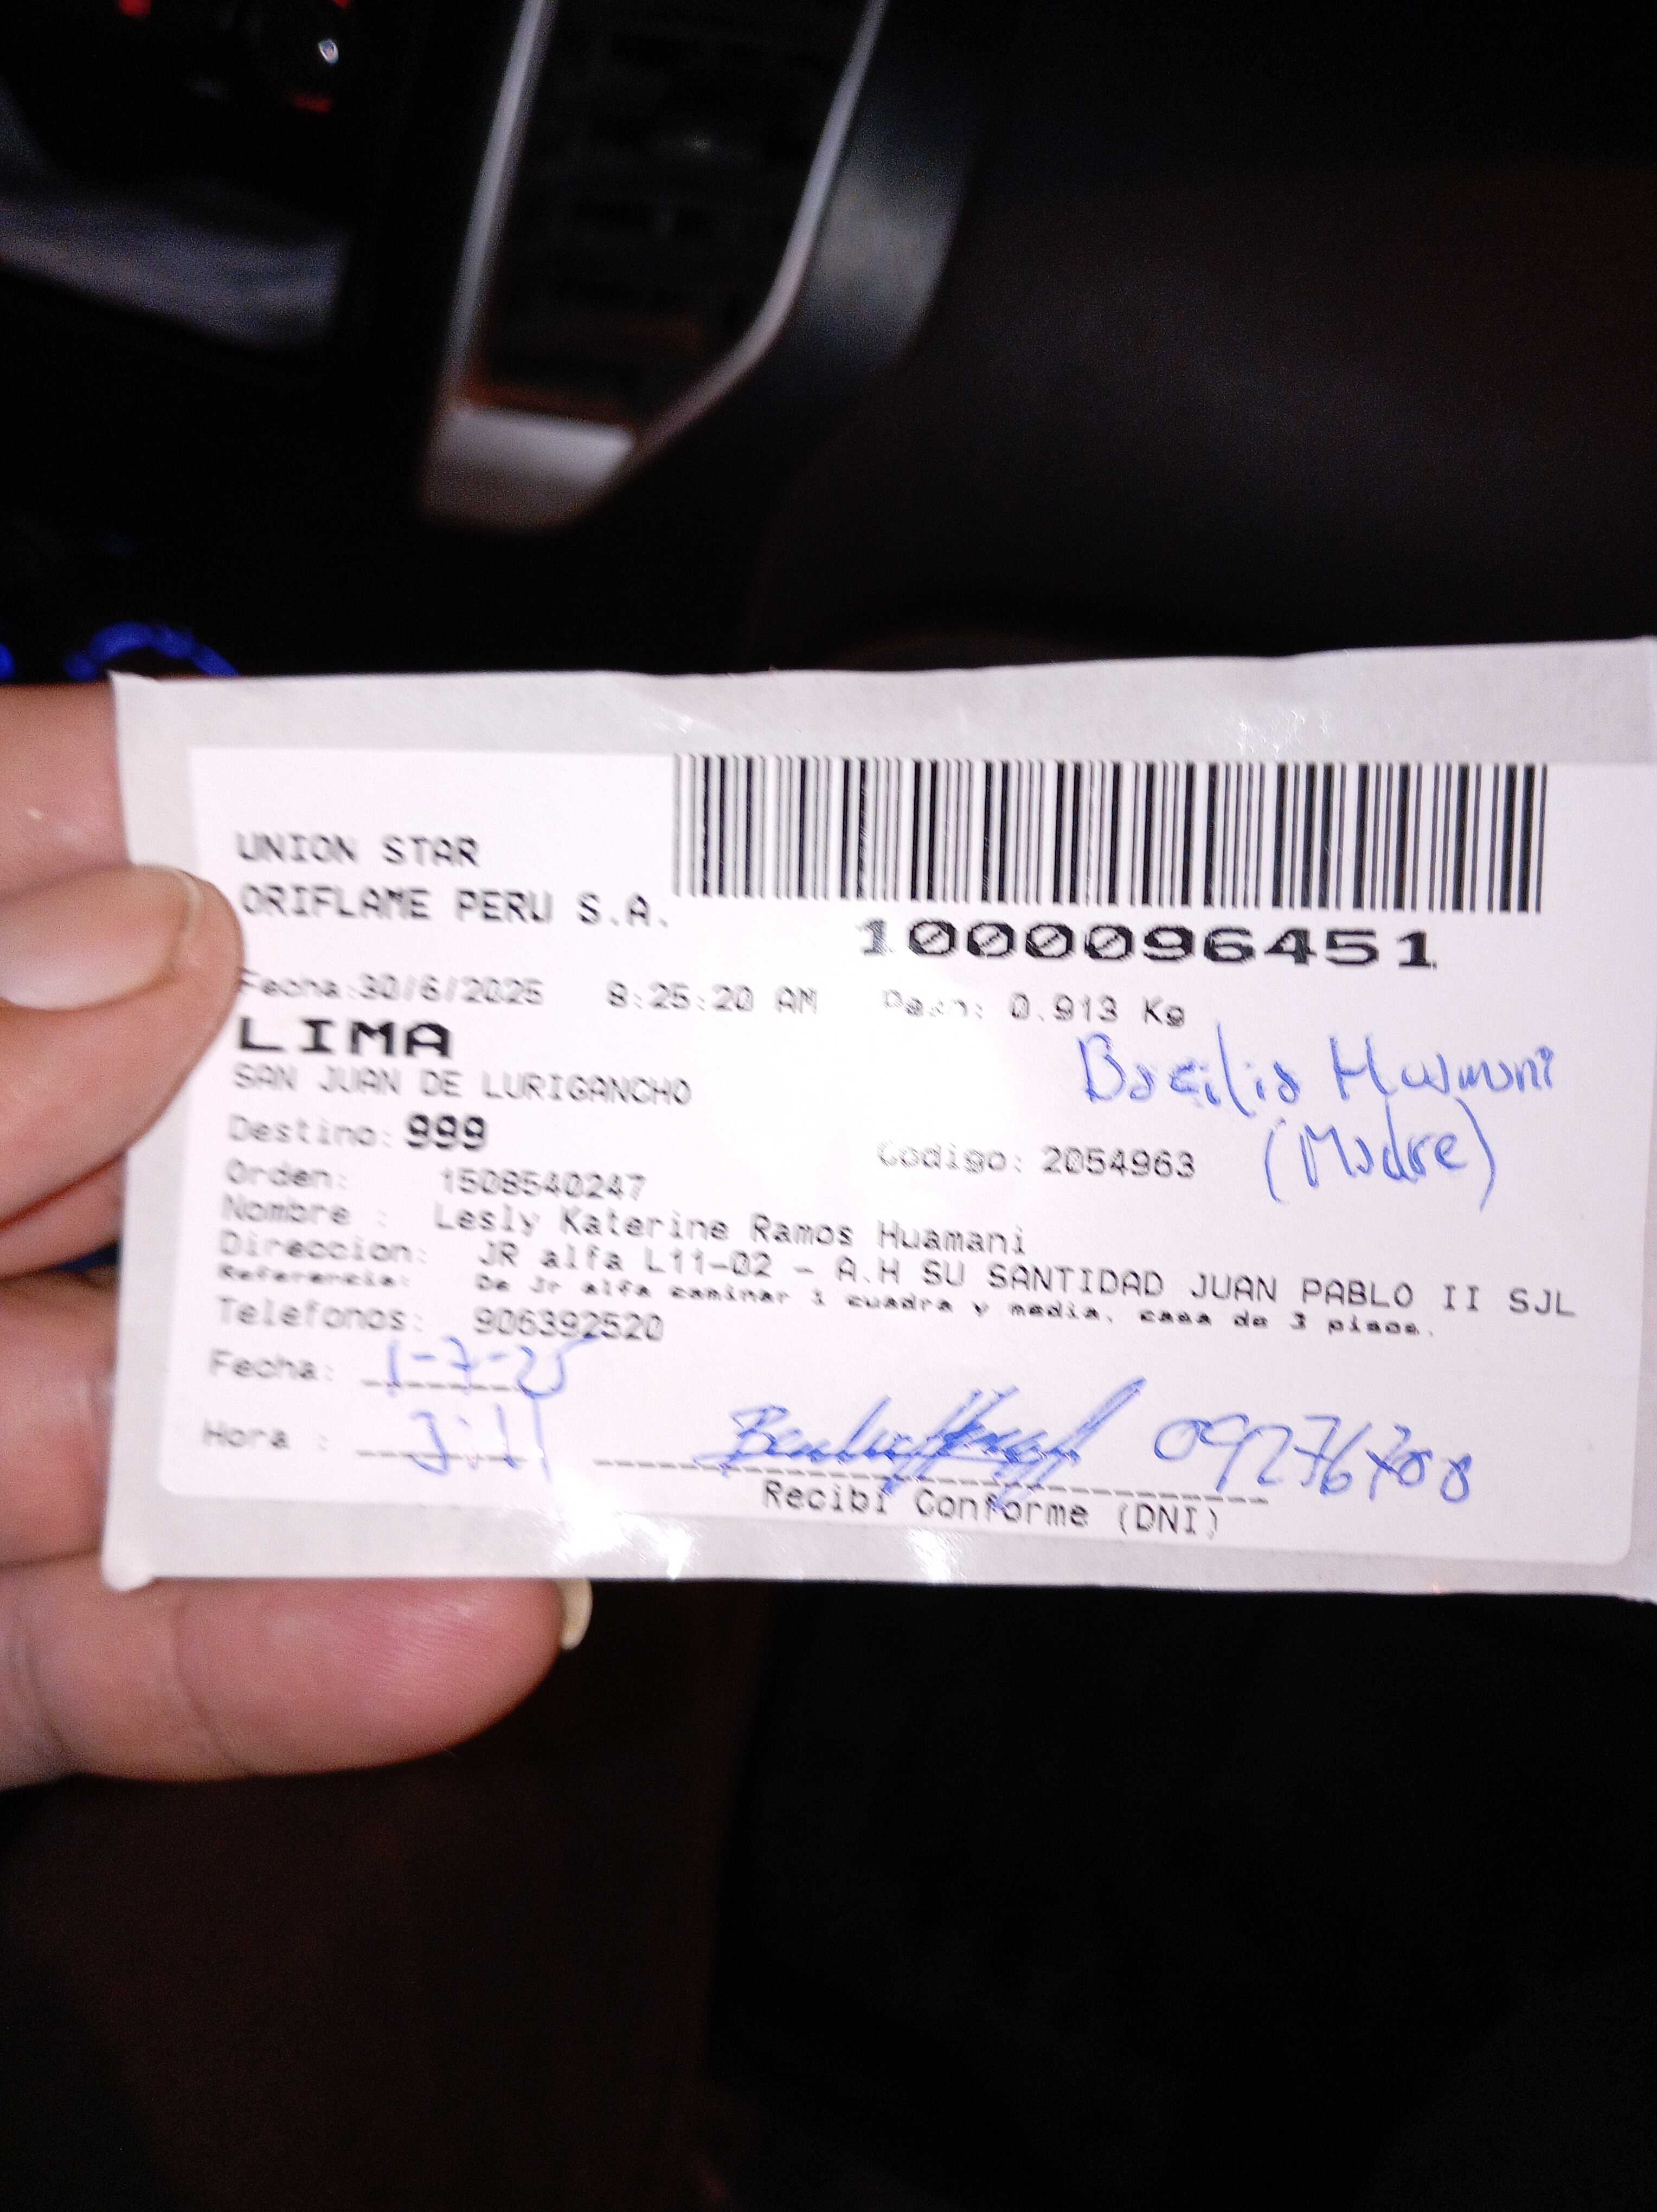 UNION STAR
ORIFLAME PERU S.A.
1000096451
Fecha:30/6/2025 8:25:20 AM Peso: 0.913 Kg
LIMA
SAN JUAN DE LURIGANCHO
Basilia Huamani
(Madre)
Destino: 999
Codigo: 2054963
Orden: 1508540247
Nombre : Lesly Katerine Ramos Huamani
Direccion: JR alfa L11-02 - A.H SU SANTIDAD JUAN PABLO II SJL
Referencia: De Jr alfa caminar 1 cuadra y media, casa de 3 pisos.
Telefonos: 906392520
Fecha: 1-7-25
Hora :
Recibi Conforme (DNI)